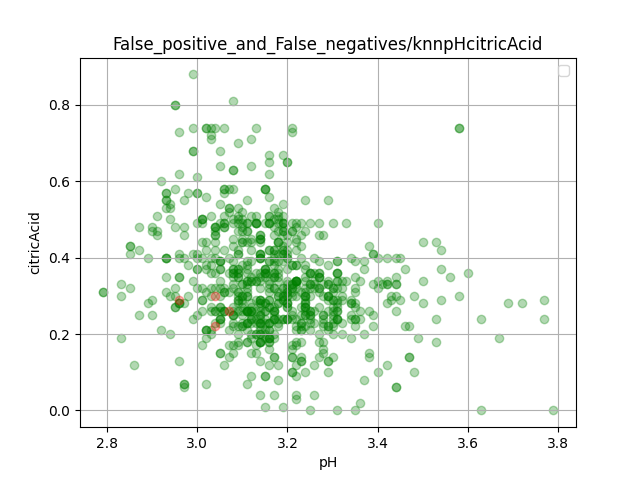 False_positive_and_False_negatives/knnpHcitricAcid
citricAcid
0.8
0.6
0.4
0.2
0.0
2.8 3.0 3.2 3.4 3.6 3.8
pH